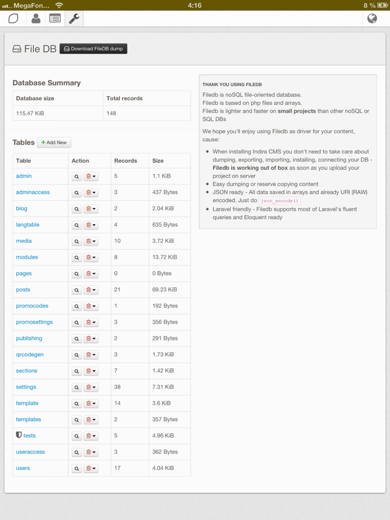 MegaFon
4:16
8 %
File DB
Download FileDB dump
Database Summary
Database size Total records
115.47 KiB 148
Tables
+ Add New
Table Action Records Size
admin 5 1.1 KiB
adminaccess 3 437 Bytes
blog 2 2.04 KiB
langtable 4 635 Bytes
media 10 3.72 KiB
modules 8 13.72 KiB
pages 0 0 Bytes
posts 21 69.23 KiB
promocodes 1 192 Bytes
promosettings 3 356 Bytes
publishing 2 291 Bytes
qrcodegen 3 1.73 KiB
sections 7 1.42 KiB
settings 38 7.31 KiB
template 14 3.6 KiB
templates 2 357 Bytes
tests 5 4.96 KiB
useraccess 3 362 Bytes
users 17 4.04 KiB
THANK YOU USING FILEDB
Filedb is noSQL file-oriented database.
Filedb is based on php files and arrays.
Filedb is lighter and faster on small projects than other noSQL or
SQL DBs
We hope you'll enjoy using Filedb as driver for your content,
cause:
• When installing Indira CMS you don't need to take care about
dumping, exporting, importing, installing, connecting your DB -
Filedb is working out of box as soon as you upload your
project on server
• Easy dumping or reserve copying content
• JSON ready - All data saved in arrays and already URI (RAW)
encoded. Just do json_encode()
• Laravel friendly - Filedb supports most of Laravel's fluent
queries and Eloquent ready